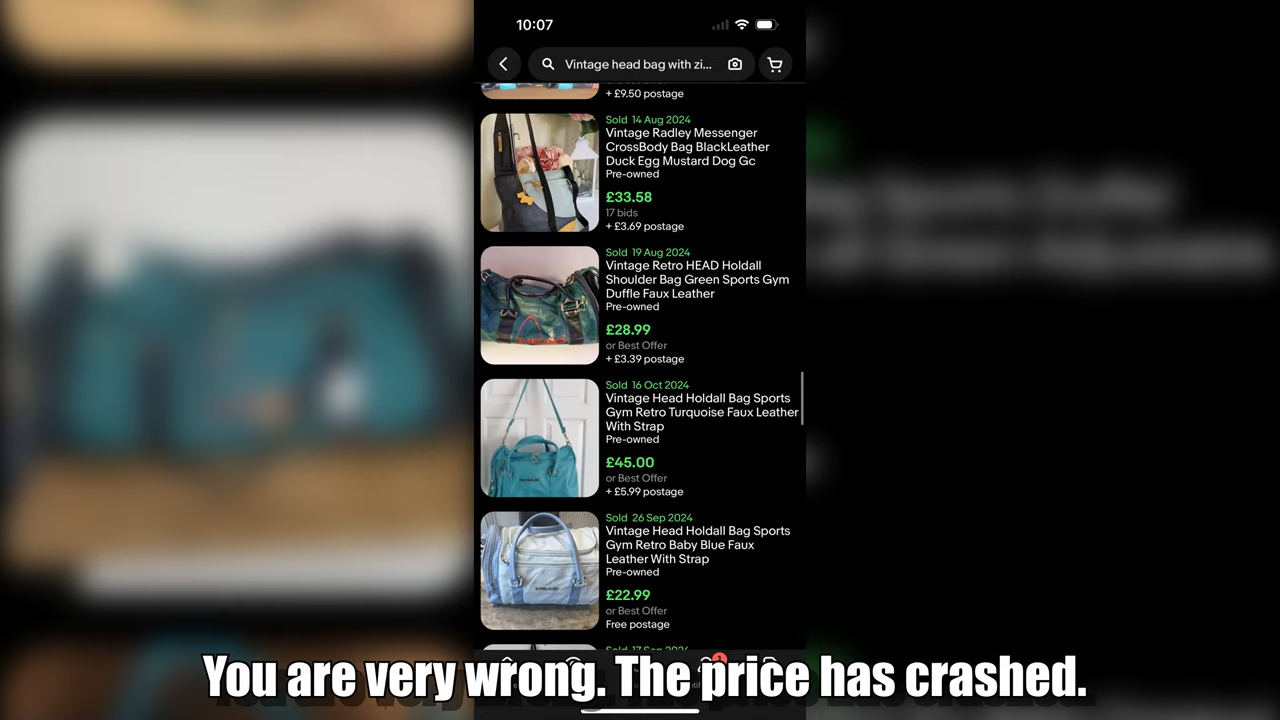 10:07
Vintage head bag with zi...
+ £9.50 postage
Sold 14 Aug 2024
Vintage Radley Messenger
CrossBody Bag BlackLeather
Duck Egg Mustard Dog Gc
Pre-owned
£33.58
17 bids
+ £3.69 postage
Sold 19 Aug 2024
Vintage Retro HEAD Holdall
Shoulder Bag Green Sports Gym
Duffle Faux Leather
Pre-owned
£28.99
or Best Offer
+ £3.39 postage
Sold 16 Oct 2024
Vintage Head Holdall Bag Sports
Gym Retro Turquoise Faux Leather
With Strap
Pre-owned
£45.00
or Best Offer
+ £5.99 postage
Sold 26 Sep 2024
Vintage Head Holdall Bag Sports
Gym Retro Baby Blue Faux
Leather With Strap
Pre-owned
£22.99
or Best Offer
Free postage
Sold 17 Sep 2024
1
You are very wrong. The price has crashed.